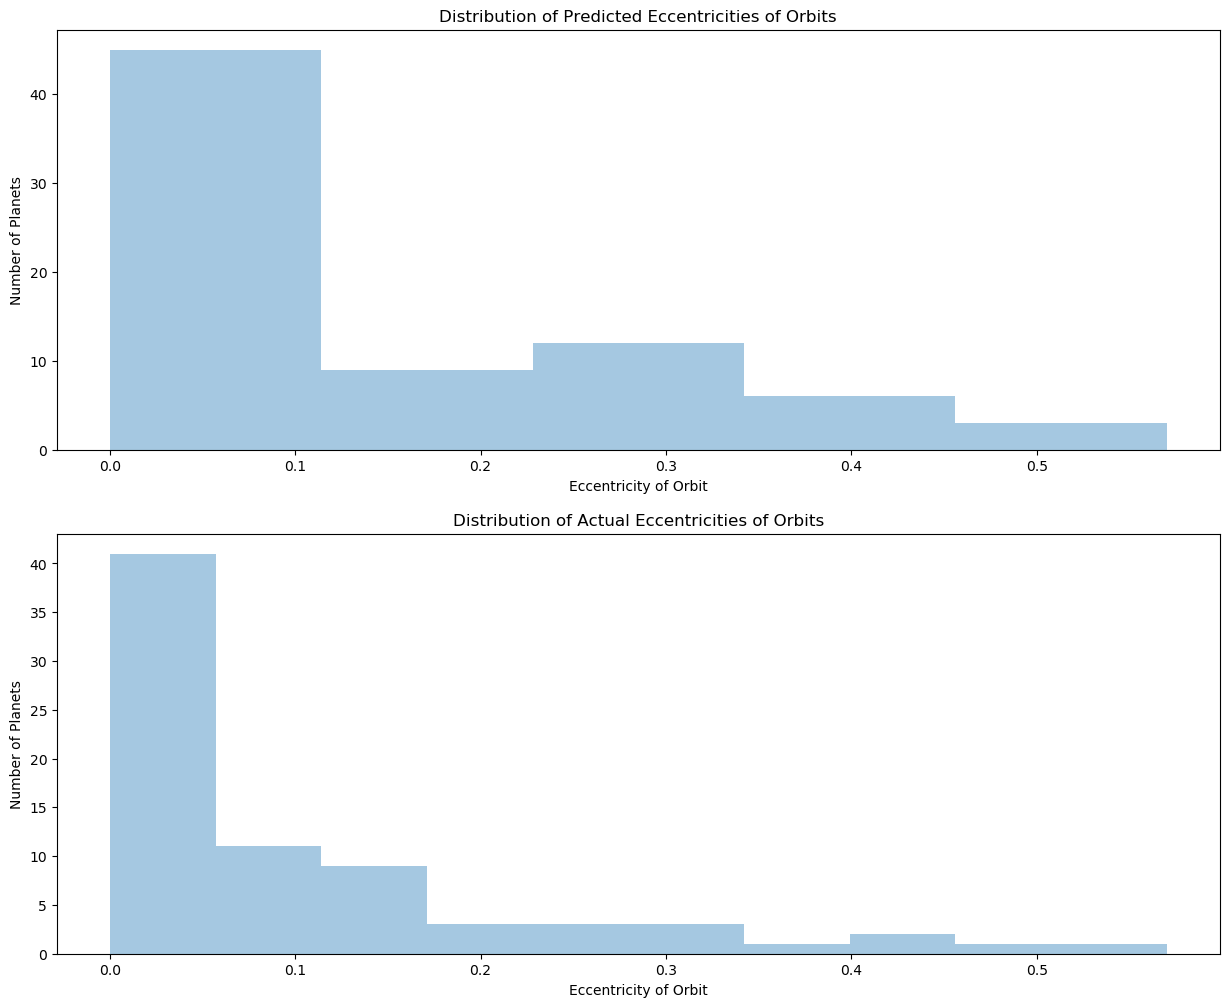 Distribution of Predicted Eccentricities of Orbits
40
30
20
10
0
Number of Planets
0.0 0.1 0.2 0.3 0.4 0.5
Eccentricity of Orbit
Distribution of Actual Eccentricities of Orbits
40
35
30
25
20
15
10
5
0
Number of Planets
0.0 0.1 0.2 0.3 0.4 0.5
Eccentricity of Orbit